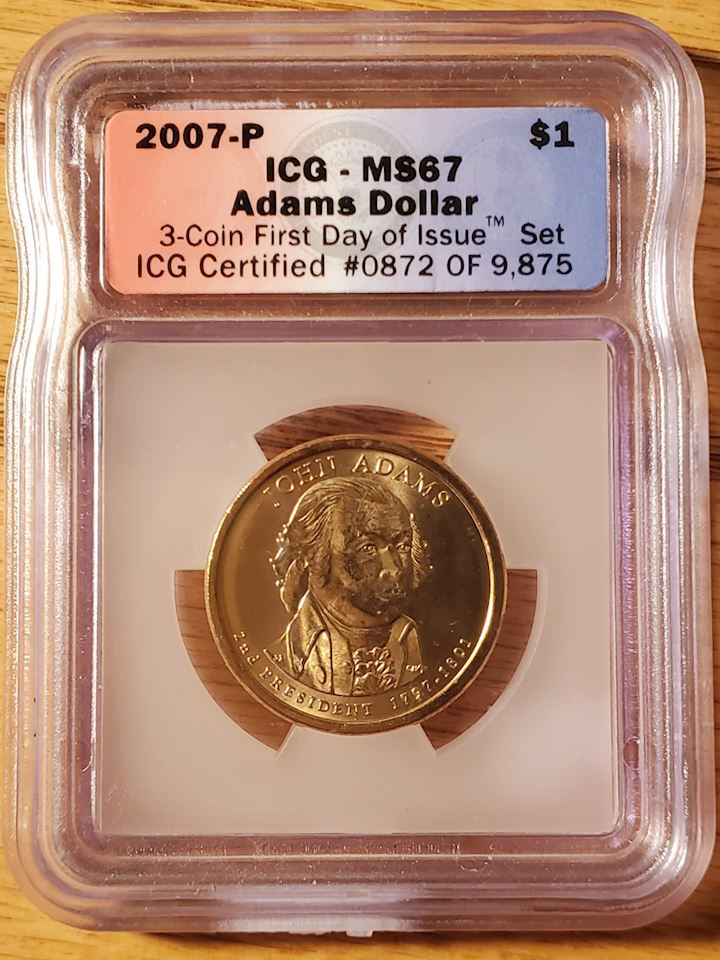 2007-P $1
ICG - MS67
Adams Dollar
3-Coin First Day of Issue™ Set
ICG Certified #0872 OF 9,875
JOHN ADAMS
2nd PRESIDENT 1797-1801